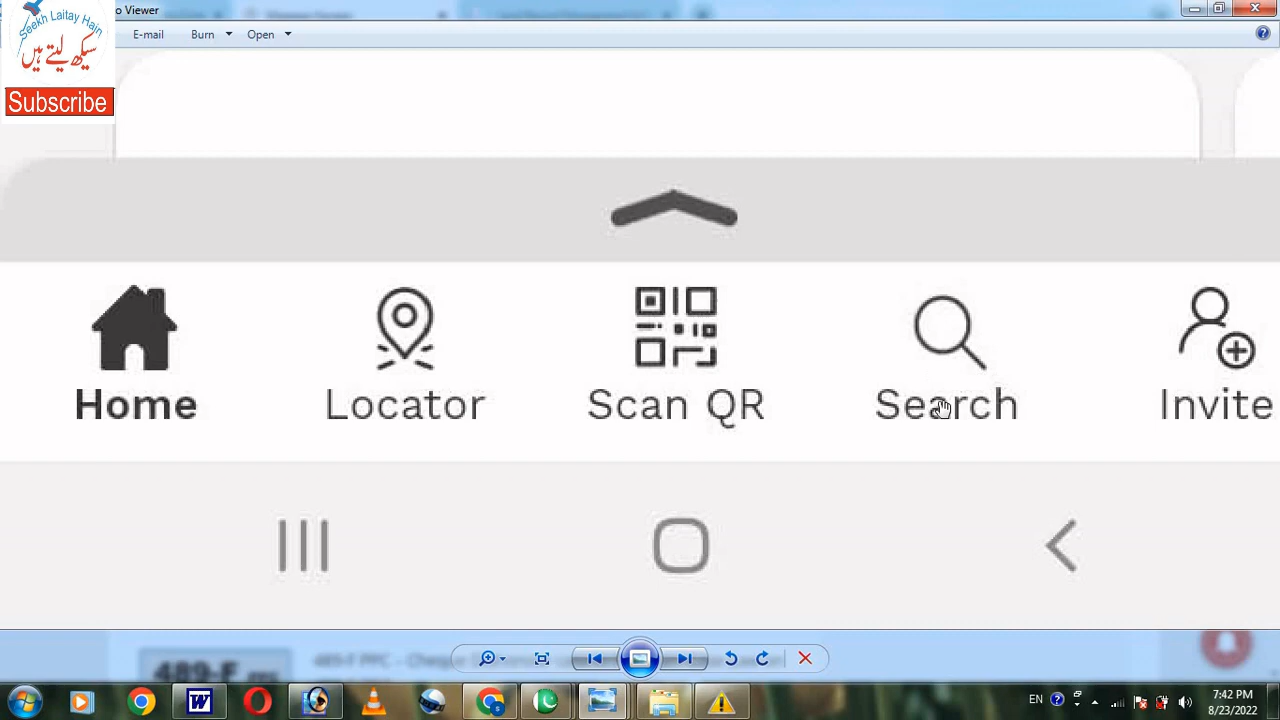 o Viewer
E-mail Burn Open
Seekh Laitay Hain
سیکھ لیتے ہیں
Subscribe
Home Locator Scan QR Search Invite
489-F
EN
7:42 PM
8/23/2022